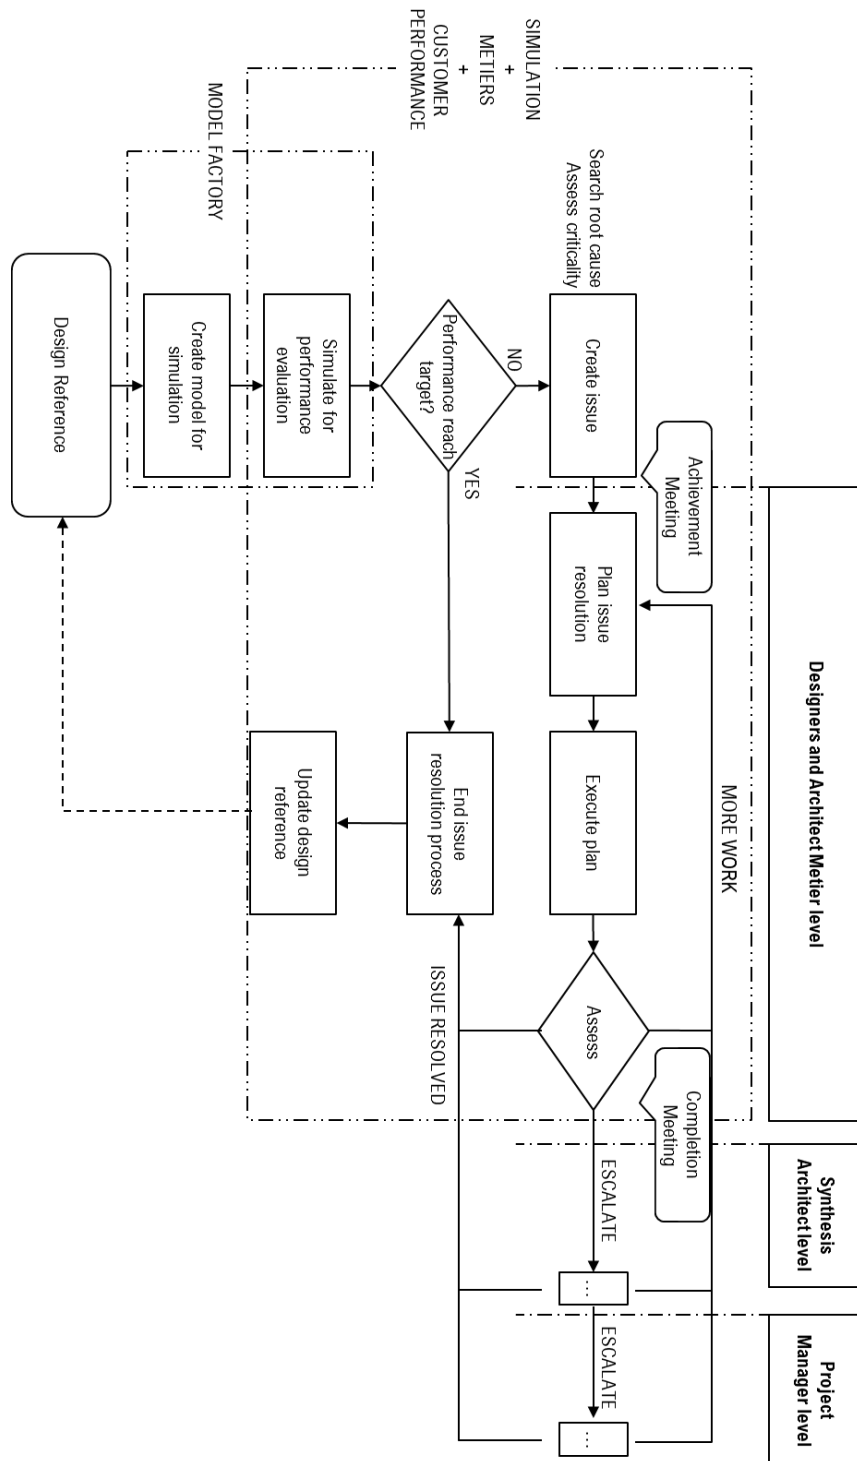 Designers and Architect Metier level
Synthesis
Architect level
Project
Manager level
SIMULATION
+
METIERS
+
CUSTOMER
PERFORMANCE
MORE WORK
Achievement
Meeting
Completion
Meeting
Search root cause
Assess criticality
Create issue
Plan issue
resolution
Execute plan
Assess
ESCALATE
...
ESCALATE
...
NO
Performance reach
target?
YES
End issue
resolution process
ISSUE RESOLVED
Simulate for
performance
evaluation
Update design
reference
MODEL FACTORY
Create model for
simulation
Design Reference